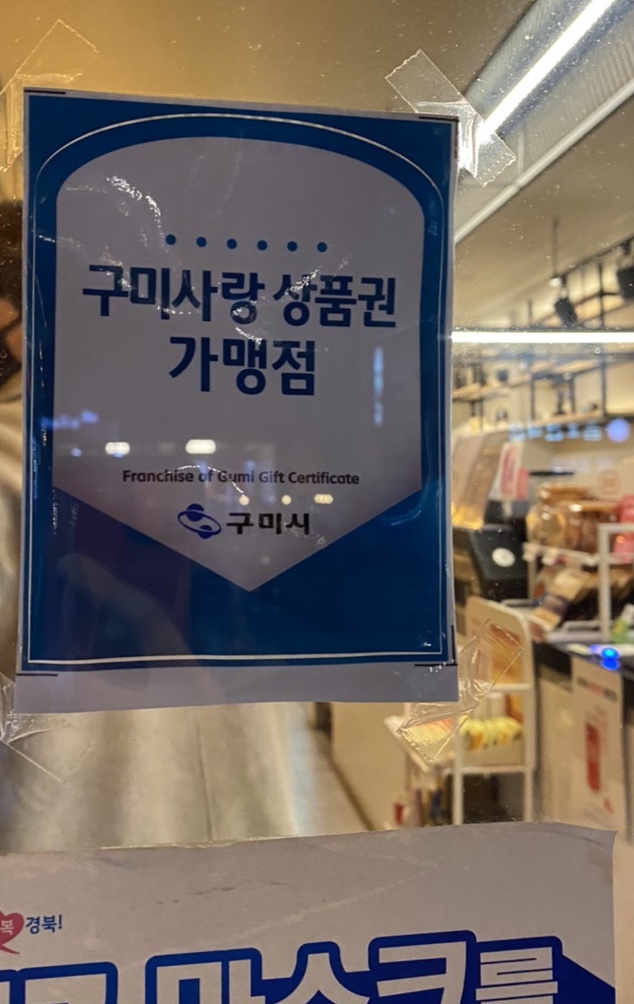 구미사랑 상품권
가맹점
Franchise of Gumi Gift Certificate
구미시
복 경북!
마스크를